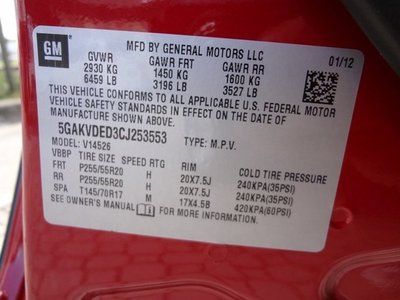 GM
MFD BY GENERAL MOTORS LLC 01/12
GVWR GAWR FRT GAWR RR
2930 KG 1450 KG 1600 KG
6459 LB 3196 LB 3527 LB
THIS VEHICLE CONFORMS TO ALL APPLICABLE U.S. FEDERAL MOTOR
VEHICLE SAFETY STANDARDS IN EFFECT ON THE DATE OF
MANUFACTURE SHOWN ABOVE.
5GAKVDED3CJ253553 TYPE: M.P.V.
MODEL: V14526
VBBP TIRE SIZE SPEED RTG RIM COLD TIRE PRESSURE
FRT P255/55R20 H 20X7.5J 240KPA(35PSI)
RR P255/55R20 H 20X7.5J 240KPA(35PSI)
SPA T145/70R17 M 17X4.5B 420KPA(60PSI)
SEE OWNER'S MANUAL FOR MORE INFORMATION.